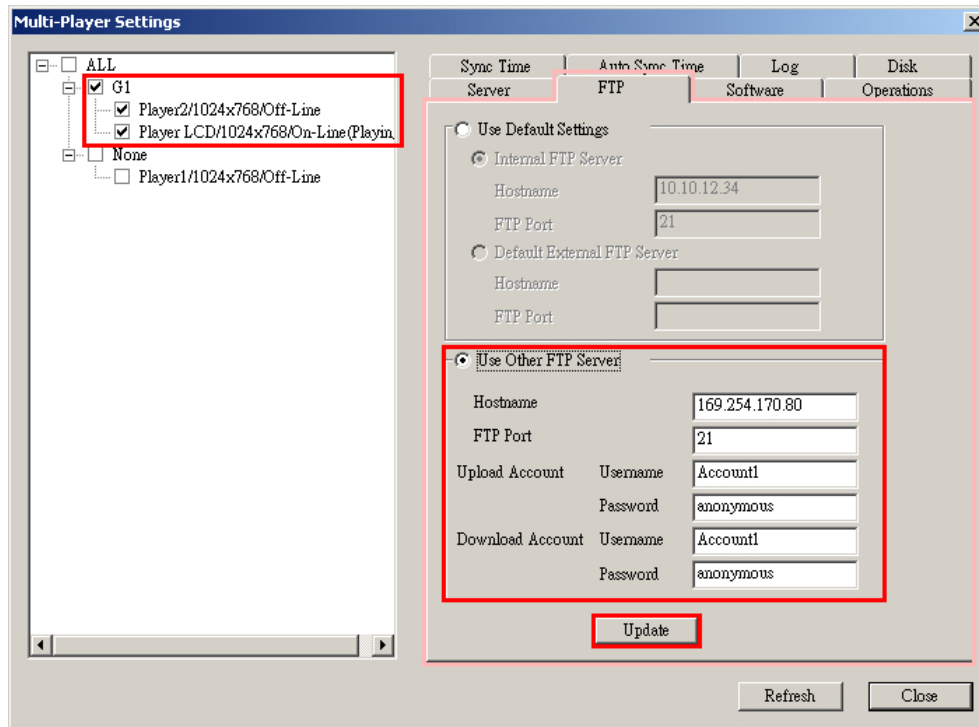 Multi-Player Settings
ALL
G1
Player2/1024x768/Off-Line
Player LCD/1024x768/On-Line(Playin
None
Player1/1024x768/Off-Line
Sync Time Auto Sync Time Log Disk
Server FTP Software Operations
Use Default Settings
Internal FTP Server
Hostname 10.10.12.34
FTP Port 21
Default External FTP Server
Hostname
FTP Port
Use Other FTP Server
Hostname 169.254.170.80
FTP Port 21
Upload Account Username Account1
Password anonymous
Download Account Username Account1
Password anonymous
Update
Refresh Close